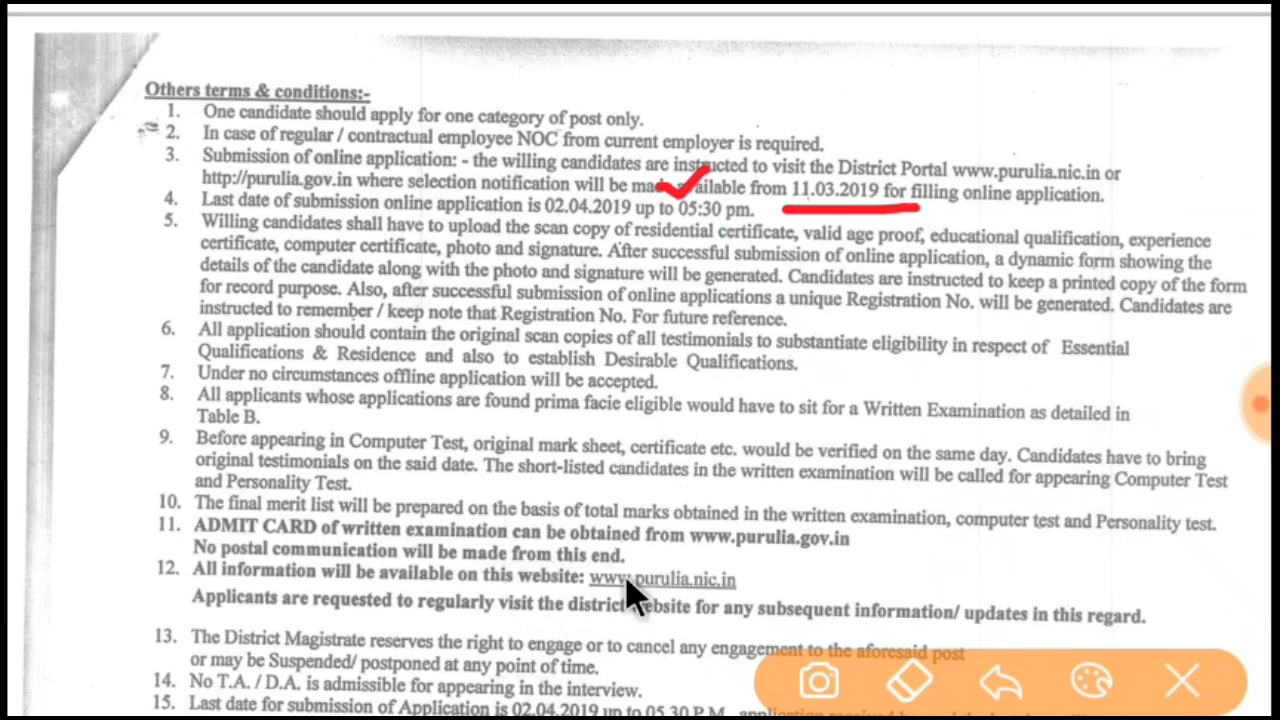 Others terms & conditions:-
1. One candidate should apply for one category of post only.
2. In case of regular / contractual employee NOC from current employer is required.
3. Submission of online application: - the willing candidates are instructed to visit the District Portal www.purulia.nic.in or
http://purulia.gov.in where selection notification will be made available from 11.03.2019 for filling online application.
4. Last date of submission online application is 02.04.2019 up to 05:30 pm.
5. Willing candidates shall have to upload the scan copy of residential certificate, valid age proof, educational qualification, experience
certificate, computer certificate, photo and signature. After successful submission of online application, a dynamic form showing the
details of the candidate along with the photo and signature will be generated. Candidates are instructed to keep a printed copy of the form
for record purpose. Also, after successful submission of online applications a unique Registration No. will be generated. Candidates are
instructed to remember / keep note that Registration No. For future reference.
6. All application should contain the original scan copies of all testimonials to substantiate eligibility in respect of Essential
Qualifications & Residence and also to establish Desirable Qualifications.
7. Under no circumstances offline application will be accepted.
8. All applicants whose applications are found prima facie eligible would have to sit for a Written Examination as detailed in
Table B.
9. Before appearing in Computer Test, original mark sheet, certificate etc. would be verified on the same day. Candidates have to bring
original testimonials on the said date. The short-listed candidates in the written examination will be called for appearing Computer Test
and Personality Test.
10. The final merit list will be prepared on the basis of total marks obtained in the written examination, computer test and Personality test.
11. ADMIT CARD of written examination can be obtained from www.purulia.gov.in
No postal communication will be made from this end.
12. All information will be available on this website: www.purulia.nic.in
Applicants are requested to regularly visit the district website for any subsequent information/ updates in this regard.
13. The District Magistrate reserves the right to engage or to cancel any engagement to the aforesaid post
or may be Suspended/ postponed at any point of time.
14. No T.A. / D.A. is admissible for appearing in the interview.
15. Last date for submission of Application is 02.04.2019 up to 05.30 P.M. application received